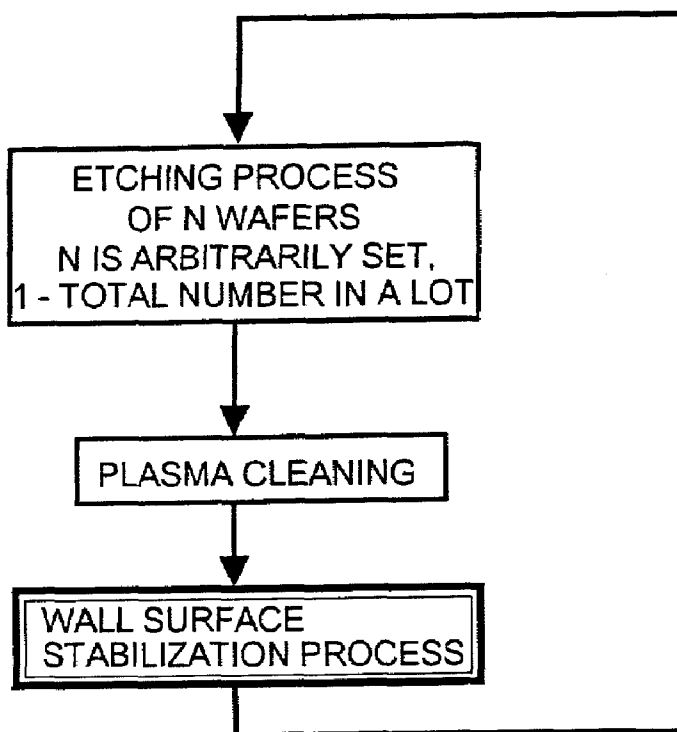 ETCHING PROCESS
OF N WAFERS
N IS ARBITRARILY SET,
1 - TOTAL NUMBER IN A LOT
PLASMA CLEANING
WALL SURFACE
STABILIZATION PROCESS